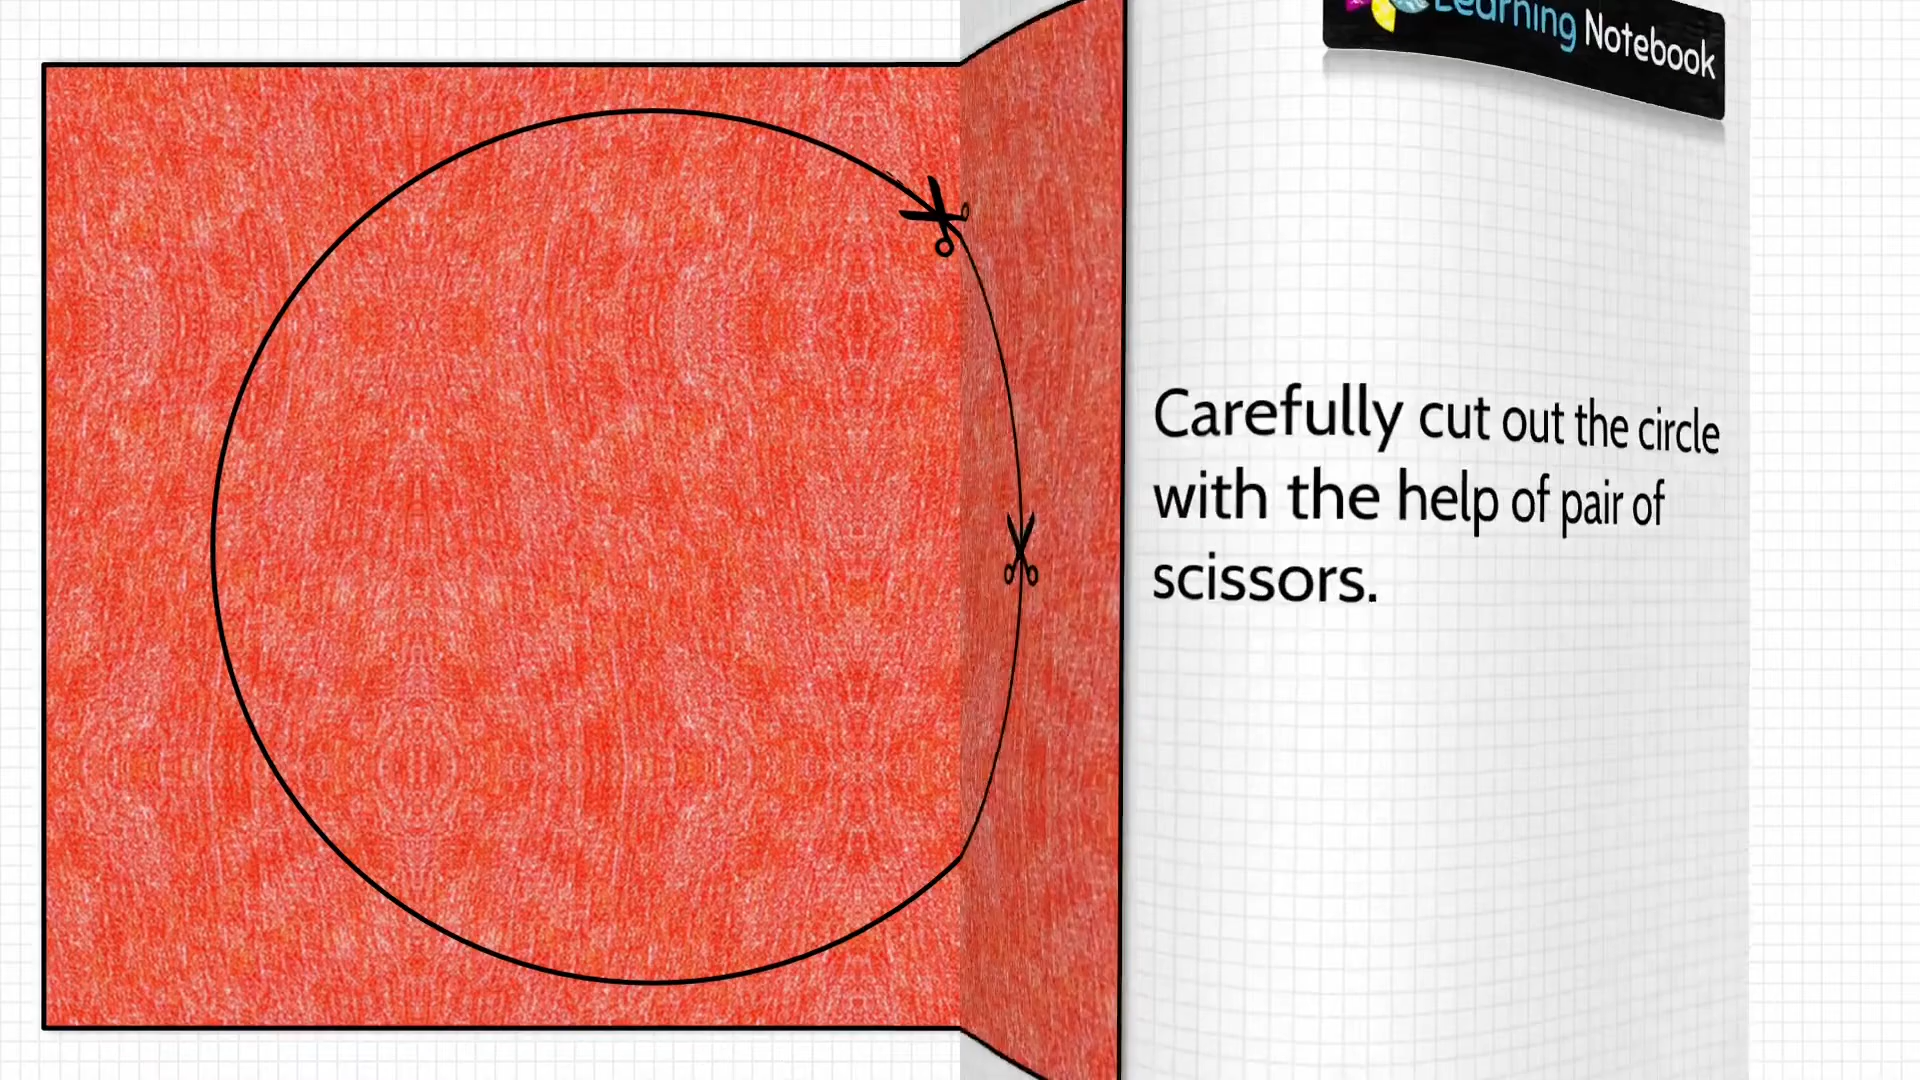 Learning Notebook
Carefully cut out the circle
with the help of pair of
scissors.